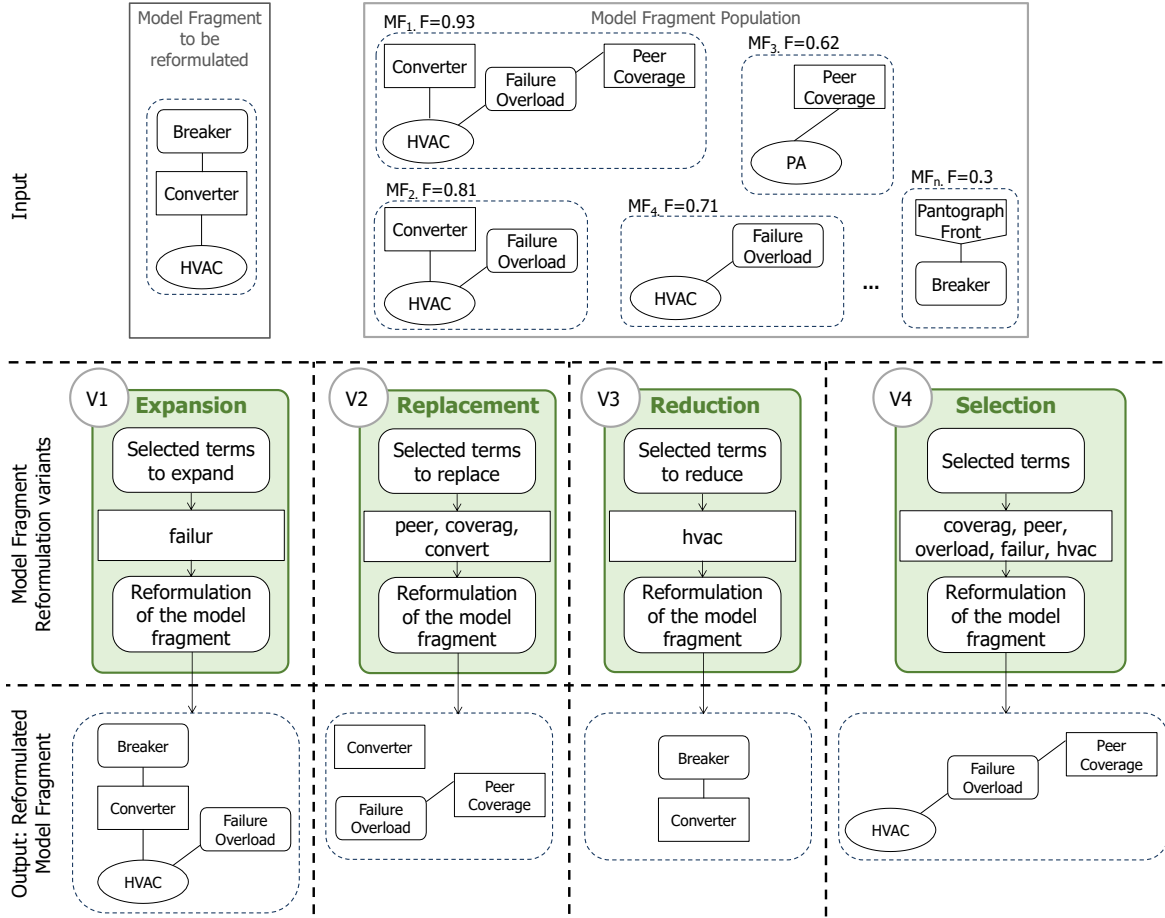 Input
Model Fragment
to be
reformulated
Breaker
Converter
HVAC
Model Fragment Population
MF1. F=0.93
Converter
Failure
Overload
Peer
Coverage
HVAC
MF3. F=0.62
Peer
Coverage
PA
MF2. F=0.81
Converter
Failure
Overload
HVAC
MF4. F=0.71
Failure
Overload
HVAC
...
MFn. F=0.3
Pantograph
Front
Breaker
Model Fragment
Reformulation variants
V1
Expansion
Selected terms
to expand
failur
Reformulation
of the model
fragment
V2
Replacement
Selected terms
to replace
peer, coverag,
convert
Reformulation
of the model
fragment
V3
Reduction
Selected terms
to reduce
hvac
Reformulation
of the model
fragment
V4
Selection
Selected terms
coverag, peer,
overload, failur, hvac
Reformulation
of the model
fragment
Output: Reformulated
Model Fragment
Breaker
Converter
Failure
Overload
HVAC
Converter
Failure
Overload
Peer
Coverage
Breaker
Converter
Peer
Coverage
Failure
Overload
HVAC